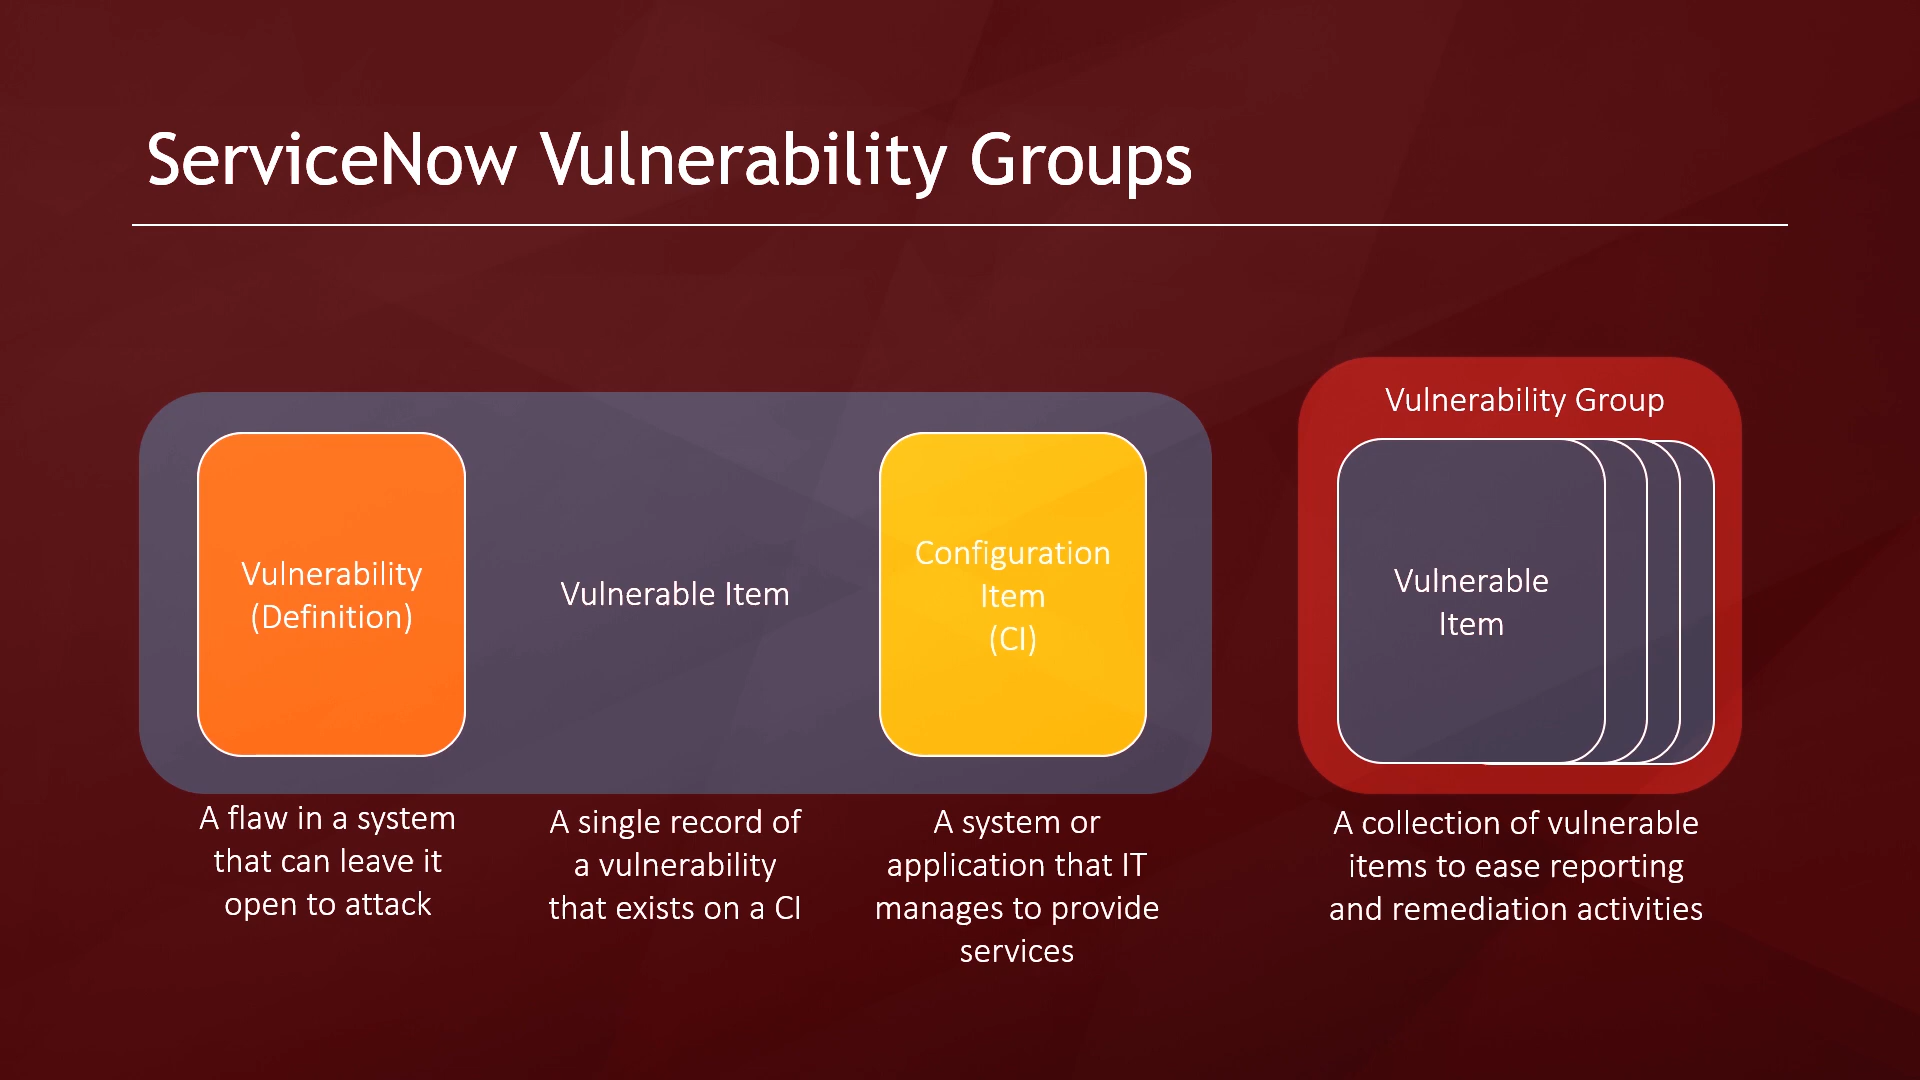 ServiceNow Vulnerability Groups
Vulnerability
(Definition)
Vulnerable Item
Configuration
Item
(CI)
Vulnerability Group
Vulnerable
Item
A flaw in a system
that can leave it
open to attack
A single record of
a vulnerability
that exists on a CI
A system or
application that IT
manages to provide
services
A collection of vulnerable
items to ease reporting
and remediation activities